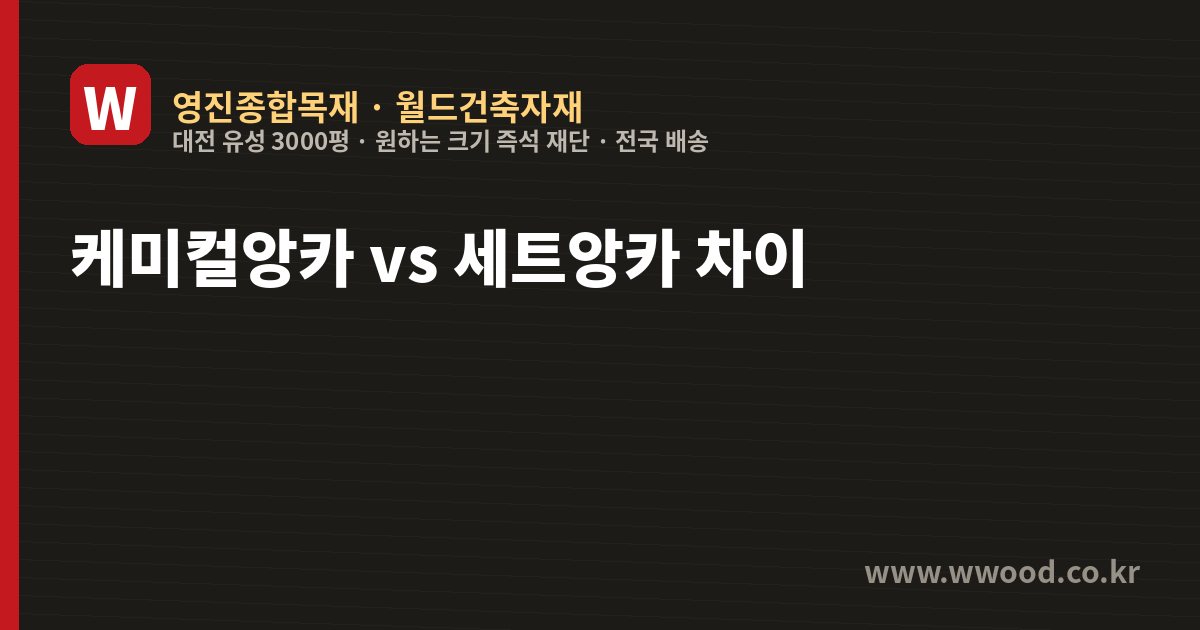 W
영진종합목재 · 월드건축자재
대전 유성 3000평 · 원하는 크기 즉석 재단 · 전국 배송
케미컬앙카 vs 세트앙카 차이
www.wwood.co.kr